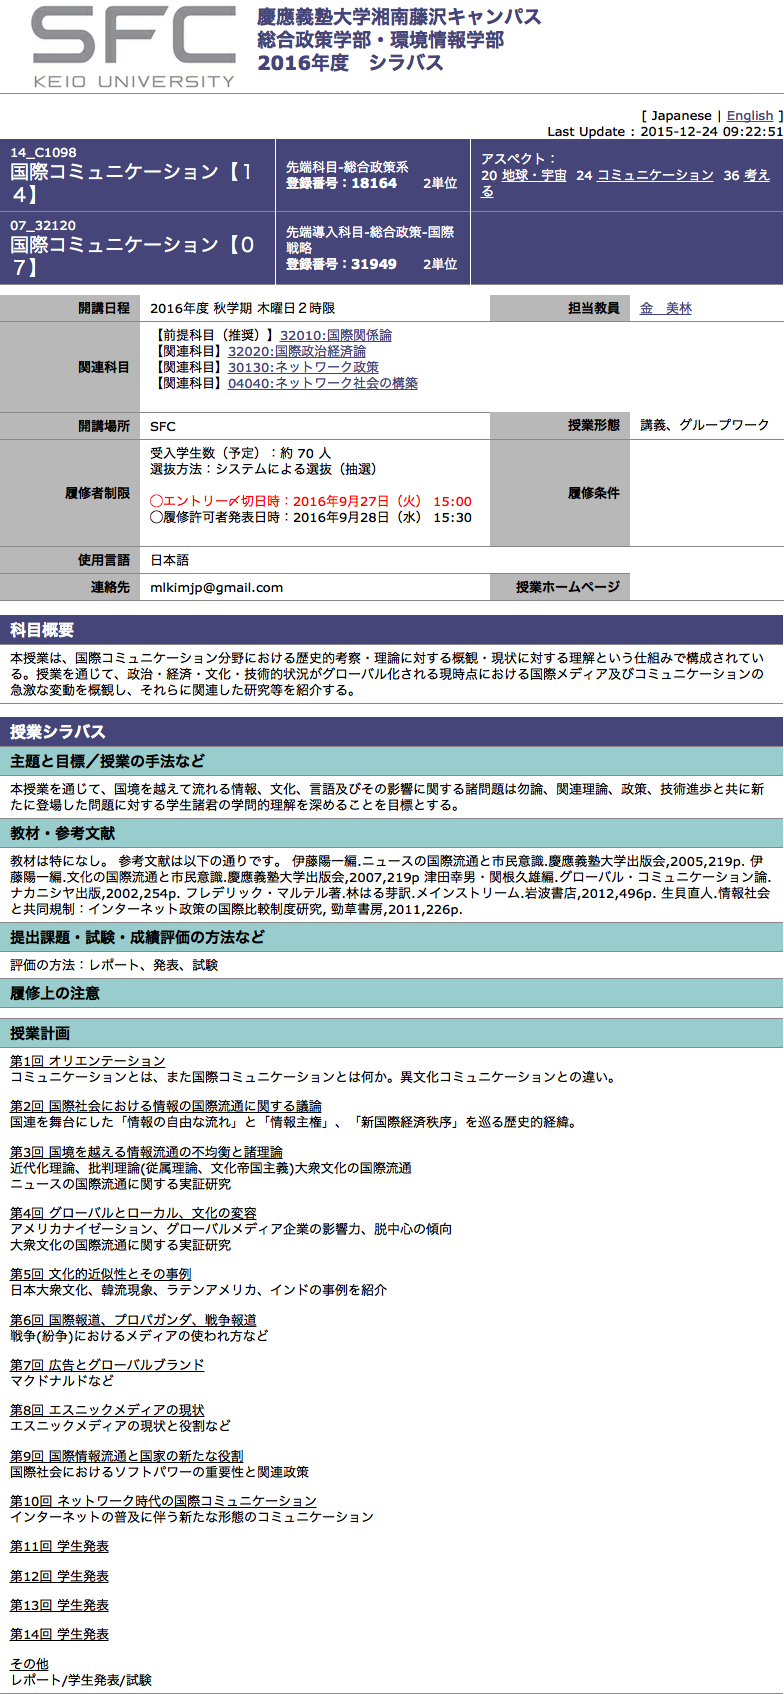 SFC
KEIO UNIVERSITY
慶應義塾大学湘南藤沢キャンパス
総合政策学部・環境情報学部
2016年度　シラバス
[ Japanese | English ]
Last Update : 2015-12-24 09:22:51
14_C1098
国際コミュニケーション【１
４】
先端科目-総合政策系
登録番号：18164 2単位
アスペクト：
20 地球・宇宙 24 コミュニケーション 36 考え
る
07_32120
国際コミュニケーション【０
７】
先端導入科目-総合政策-国際
戦略
登録番号：31949 2単位
開講日程 2016年度 秋学期 木曜日２時限 担当教員 金　美林
関連科目
【前提科目（推奨）】32010:国際関係論
【関連科目】32020:国際政治経済論
【関連科目】30130:ネットワーク政策
【関連科目】04040:ネットワーク社会の構築
開講場所 SFC 授業形態 講義、グループワーク
履修者制限
受入学生数（予定）：約 70 人
選抜方法：システムによる選抜（抽選）
◯エントリー〆切日時：2016年9月27日（火） 15:00
◯履修許可者発表日時：2016年9月28日（水） 15:30
履修条件
使用言語 日本語
連絡先 mlkimjp@gmail.com 授業ホームページ
科目概要
本授業は、国際コミュニケーション分野における歴史的考察・理論に対する概観・現状に対する理解という仕組みで構成されてい
る。授業を通じて、政治・経済・文化・技術的状況がグローバル化される現時点における国際メディア及びコミュニケーションの
急激な変動を概観し、それらに関連した研究等を紹介する。
授業シラバス
主題と目標／授業の手法など
本授業を通じて、国境を越えて流れる情報、文化、言語及びその影響に関する諸問題は勿論、関連理論、政策、技術進歩と共に新
たに登場した問題に対する学生諸君の学問的理解を深めることを目標とする。
教材・参考文献
教材は特になし。 参考文献は以下の通りです。 伊藤陽一編.ニュースの国際流通と市民意識.慶應義塾大学出版会,2005,219p. 伊
藤陽一編.文化の国際流通と市民意識.慶應義塾大学出版会,2007,219p 津田幸男・関根久雄編.グローバル・コミュニケーション論.
ナカニシヤ出版,2002,254p. フレデリック・マルテル著.林はる芽訳.メインストリーム.岩波書店,2012,496p. 生貝直人.情報社会
と共同規制：インターネット政策の国際比較制度研究, 勁草書房,2011,226p.
提出課題・試験・成績評価の方法など
評価の方法：レポート、発表、試験
履修上の注意
授業計画
第1回 オリエンテーション
コミュニケーションとは、また国際コミュニケーションとは何か。異文化コミュニケーションとの違い。
第2回 国際社会における情報の国際流通に関する議論
国連を舞台にした「情報の自由な流れ」と「情報主権」、「新国際経済秩序」を巡る歴史的経緯。
第3回 国境を越える情報流通の不均衡と諸理論
近代化理論、批判理論(従属理論、文化帝国主義)大衆文化の国際流通
ニュースの国際流通に関する実証研究
第4回 グローバルとローカル、文化の変容
アメリカナイゼーション、グローバルメディア企業の影響力、脱中心の傾向
大衆文化の国際流通に関する実証研究
第5回 文化的近似性とその事例
日本大衆文化、韓流現象、ラテンアメリカ、インドの事例を紹介
第6回 国際報道、プロパガンダ、戦争報道
戦争(紛争)におけるメディアの使われ方など
第7回 広告とグローバルブランド
マクドナルドなど
第8回 エスニックメディアの現状
エスニックメディアの現状と役割など
第9回 国際情報流通と国家の新たな役割
国際社会におけるソフトパワーの重要性と関連政策
第10回 ネットワーク時代の国際コミュニケーション
インターネットの普及に伴う新たな形態のコミュニケーション
第11回 学生発表
第12回 学生発表
第13回 学生発表
第14回 学生発表
その他
レポート/学生発表/試験